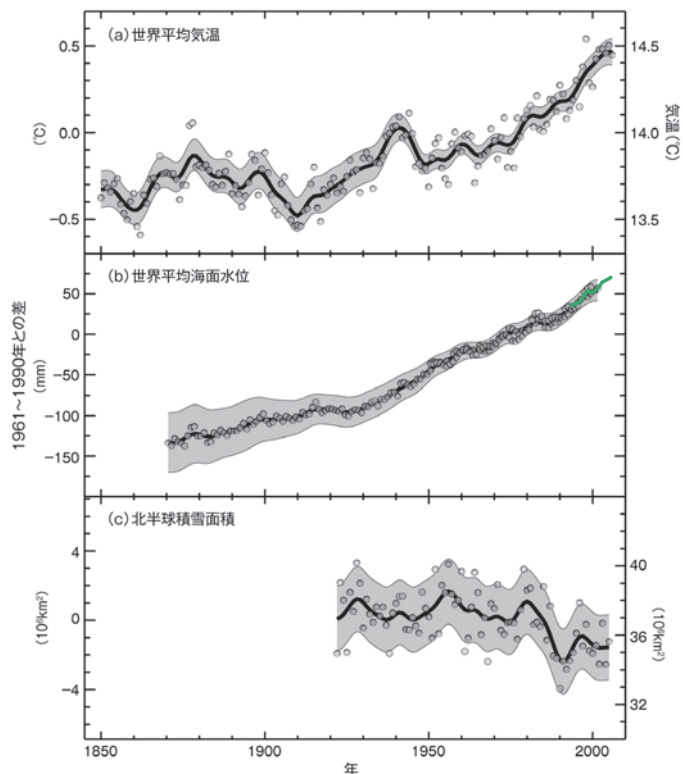 (a)世界平均気温
0.5
0.0
−0.5
(℃)
14.5
14.0
13.5
気温(℃)
(b)世界平均海面水位
50
0
−50
−100
−150
1961〜1990年との差
(mm)
(c)北半球積雪面積
4
0
−4
(10⁶km²)
40
36
32
(10⁶km²)
1850
1900
1950
2000
年